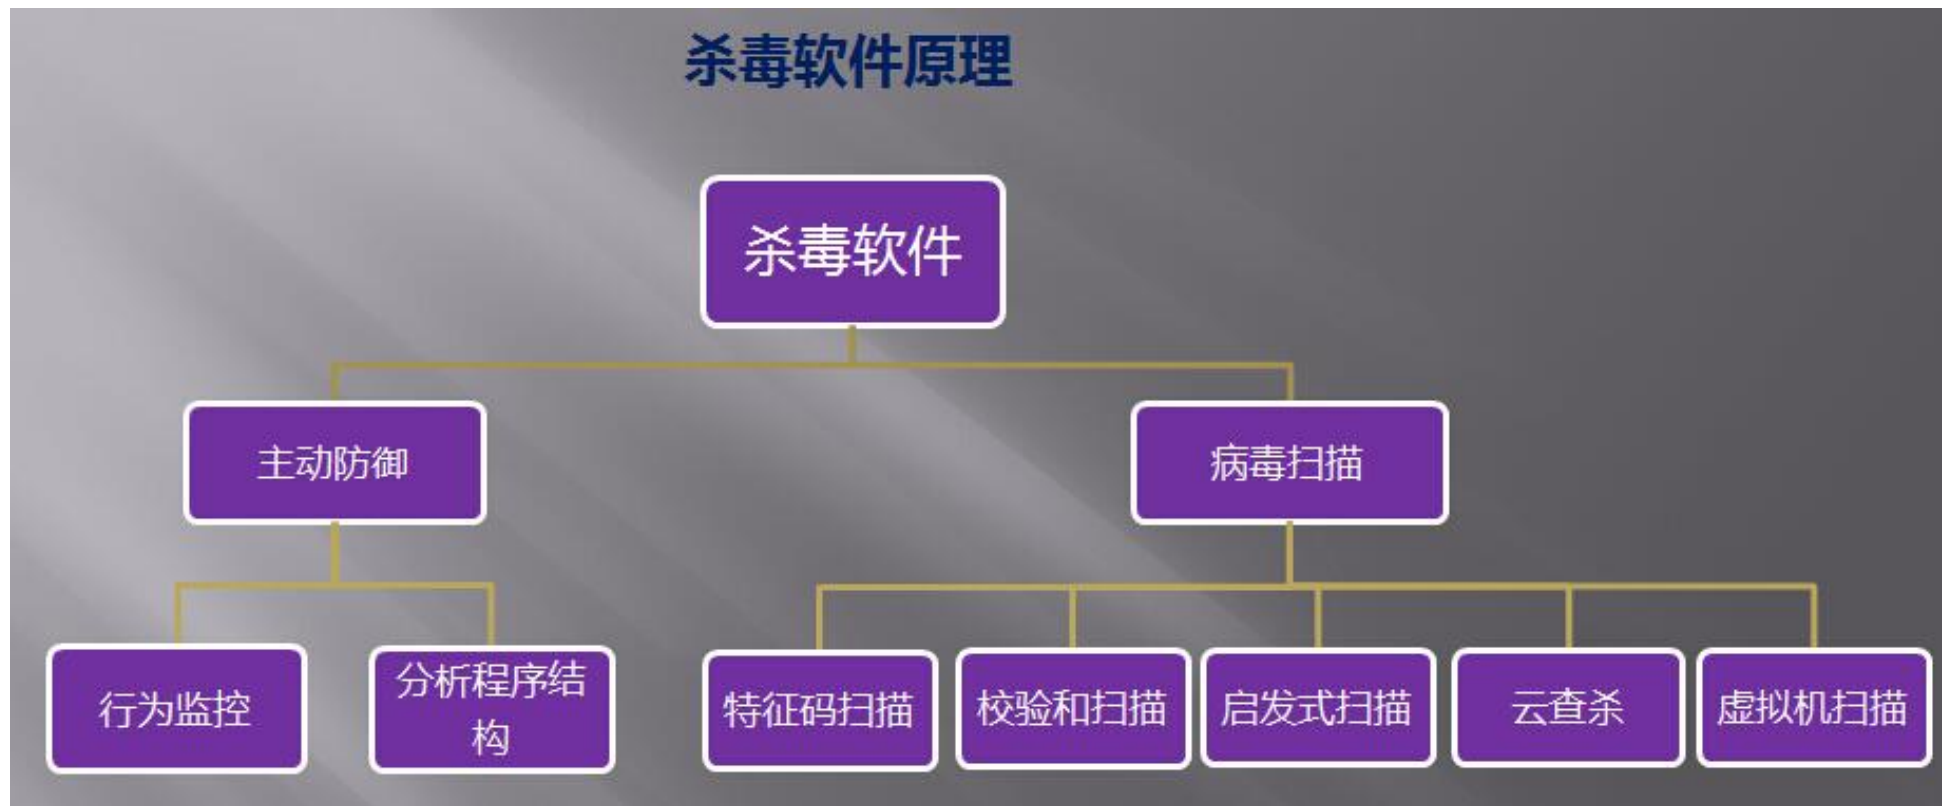 杀毒软件原理
杀毒软件
主动防御
病毒扫描
行为监控
分析程序结
构
特征码扫描
校验和扫描
启发式扫描
云查杀
虚拟机扫描